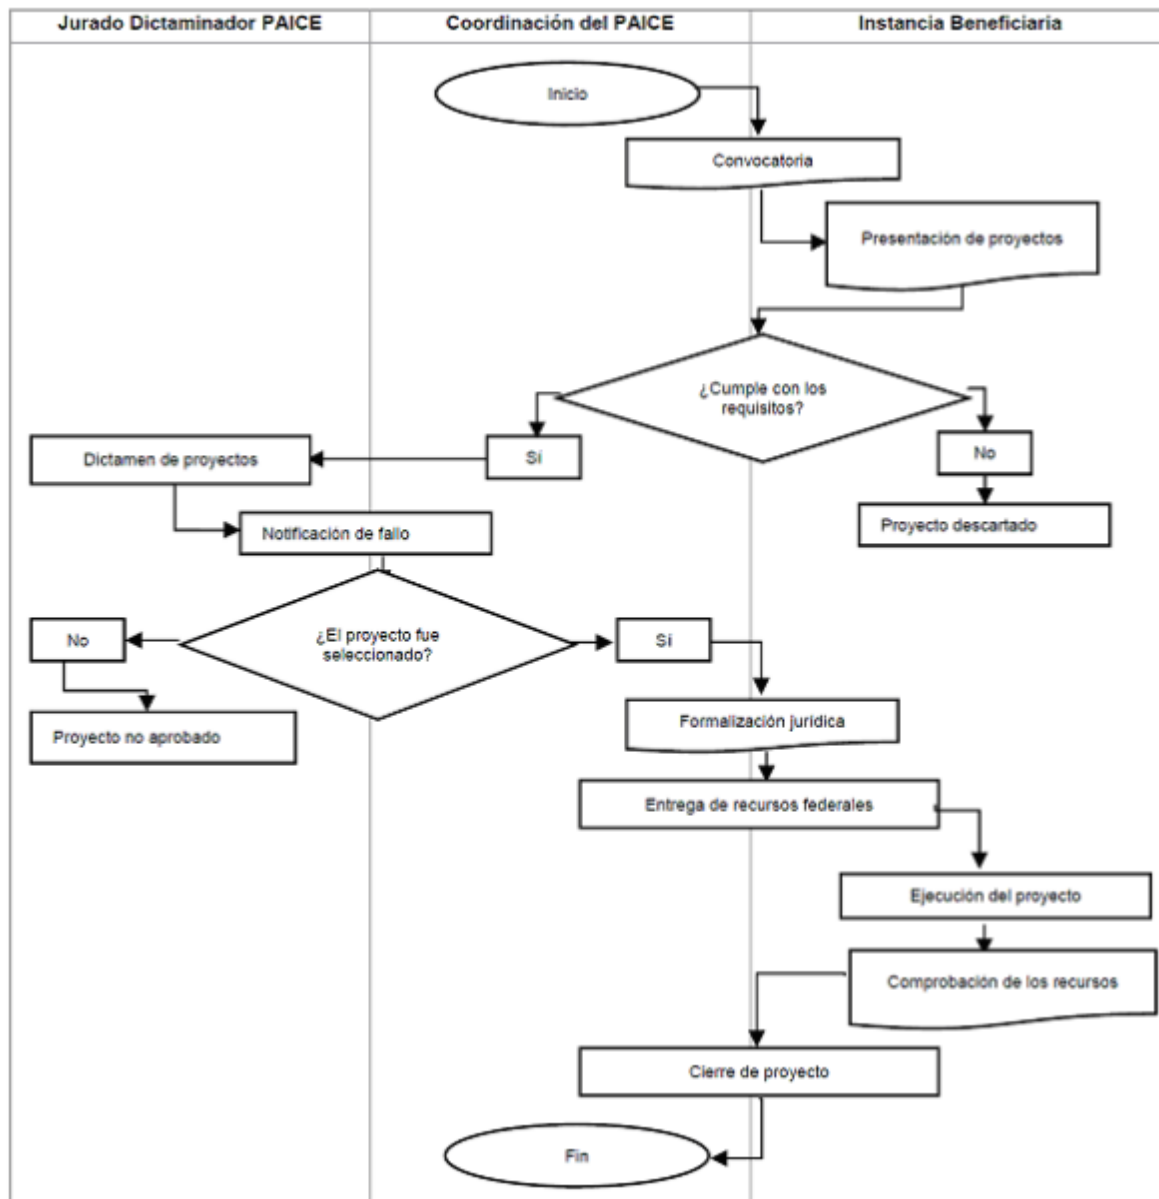 Jurado Dictaminador PAICE
Coordinación del PAICE
Instancia Beneficiaria
Inicio
Convocatoria
Presentación de proyectos
¿Cumple con los
requisitos?
Sí
No
Dictamen de proyectos
Proyecto descartado
Notificación de fallo
¿El proyecto fue
seleccionado?
No
Sí
Proyecto no aprobado
Formalización jurídica
Entrega de recursos federales
Ejecución del proyecto
Comprobación de los recursos
Cierre de proyecto
Fin